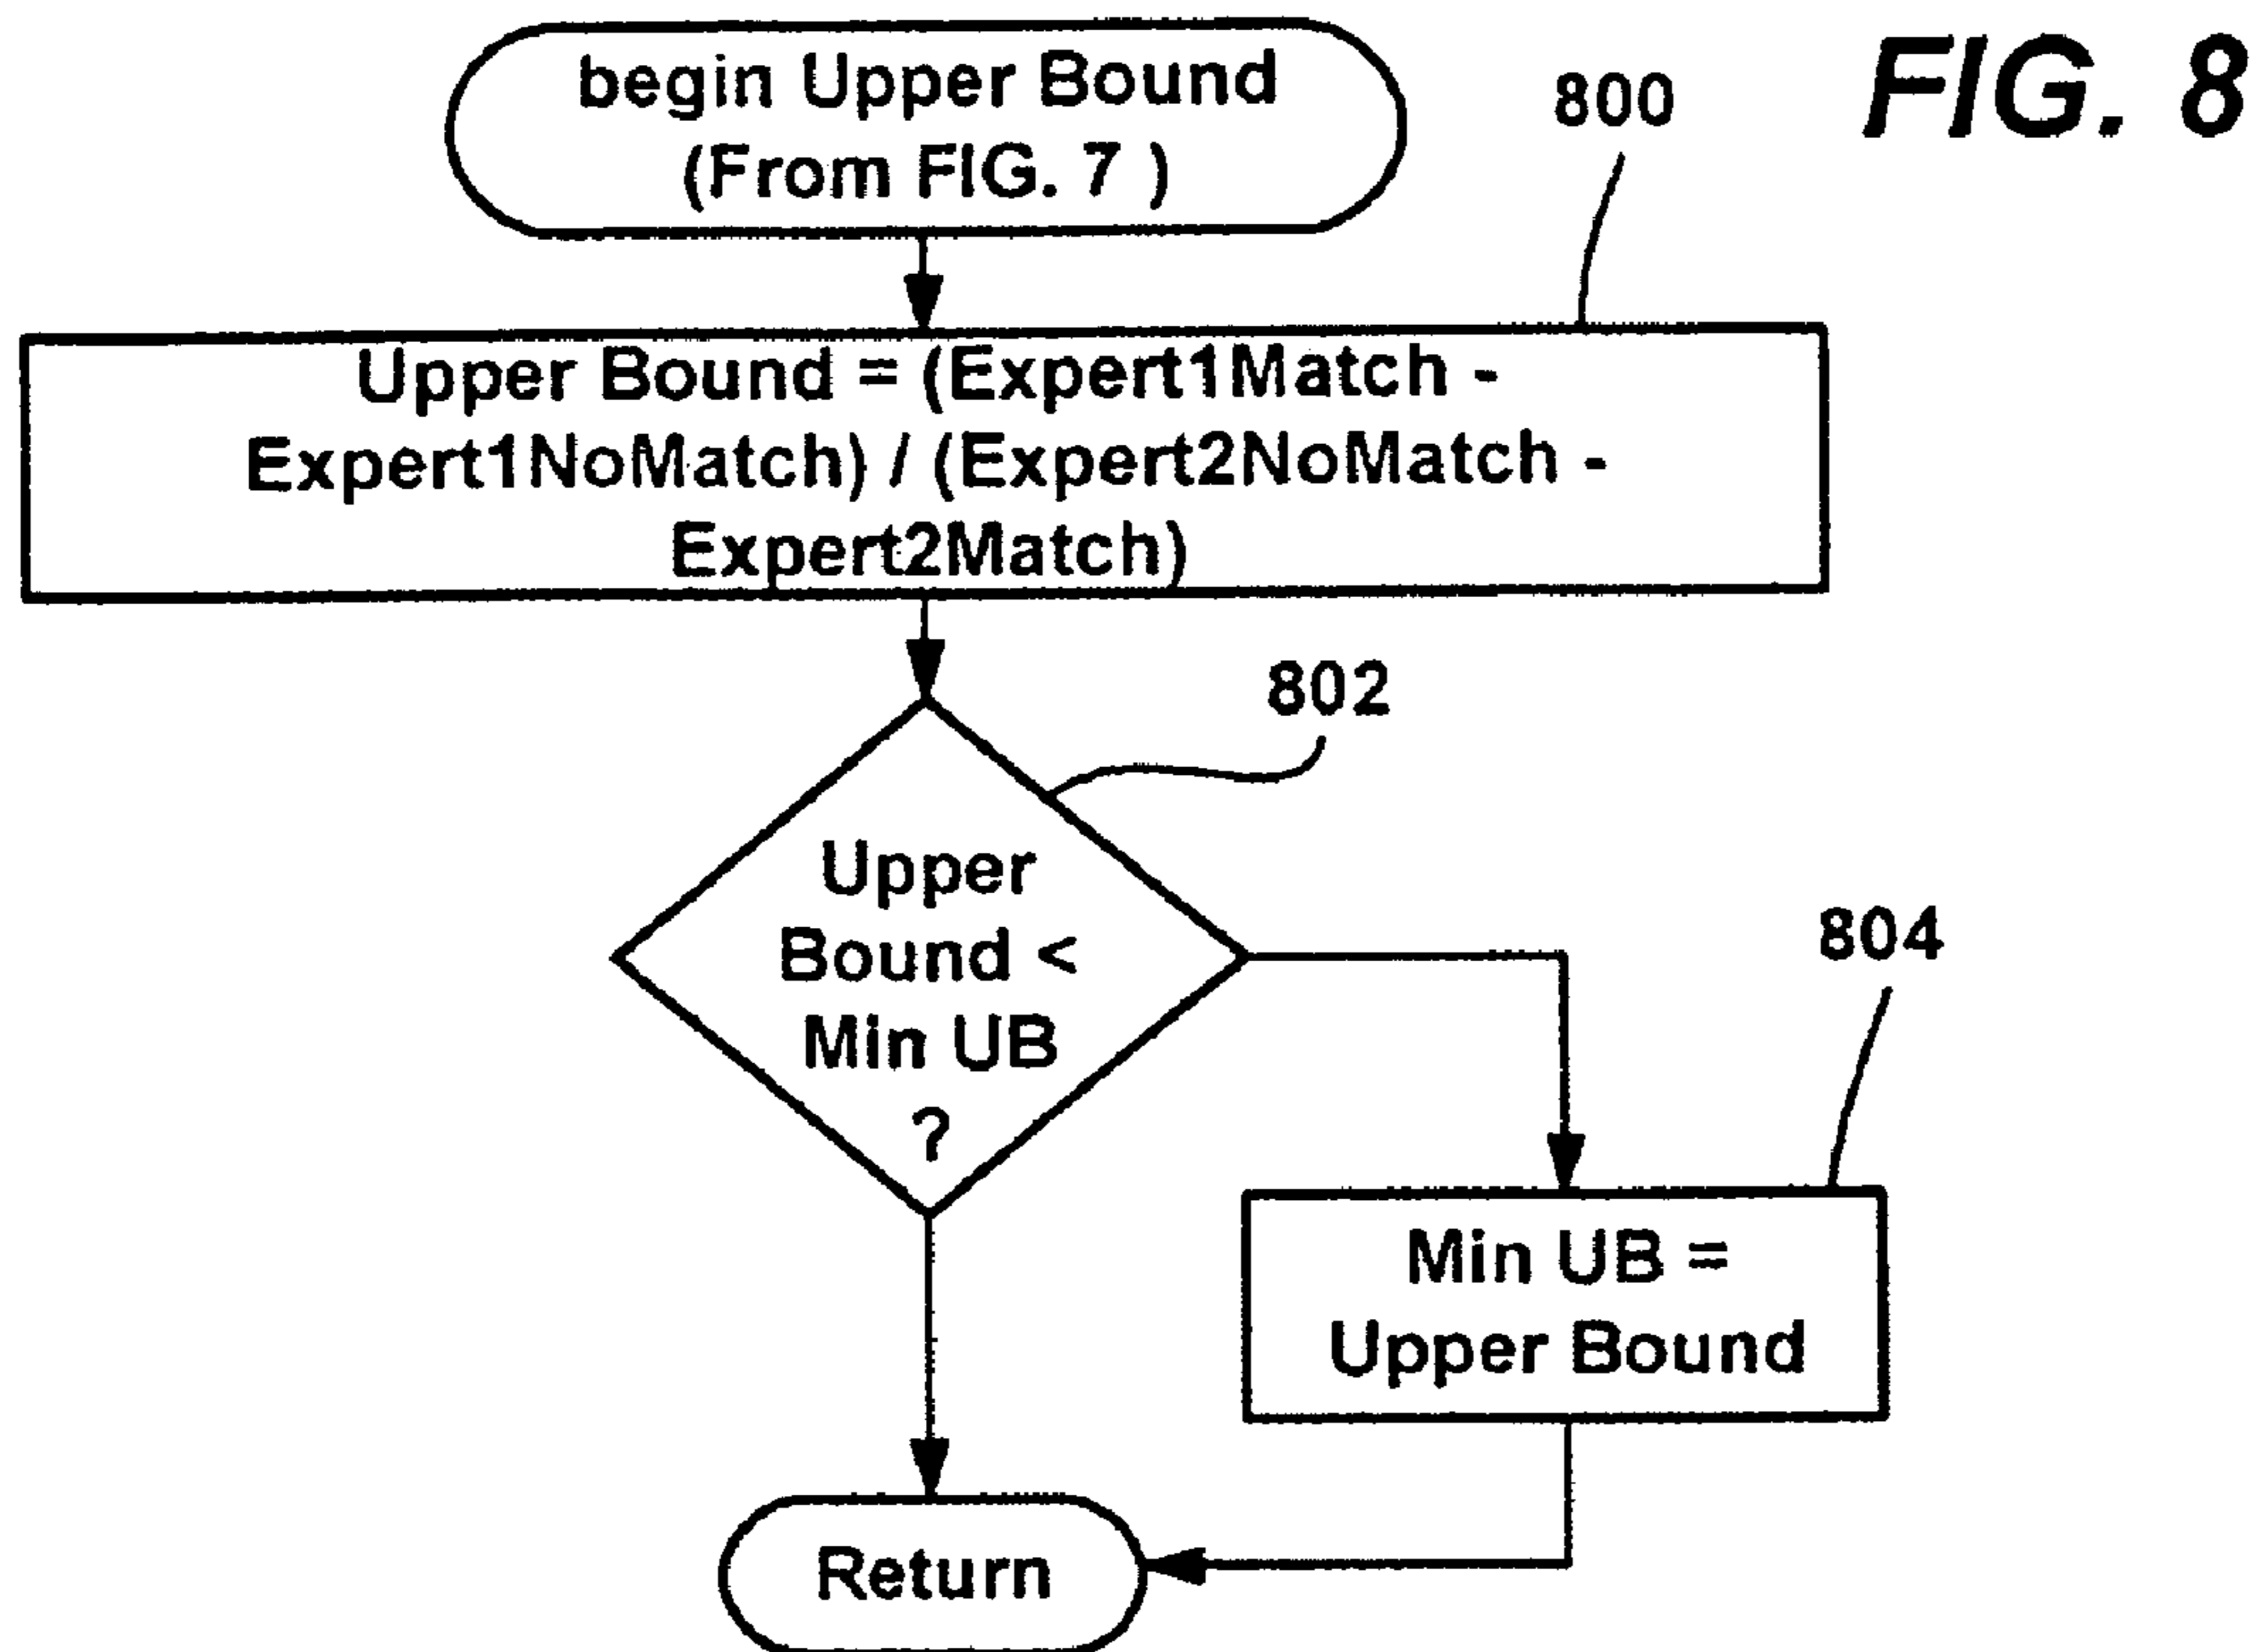 FIG. 8
begin Upper Bound
(From FIG. 7 )
800
Upper Bound = (Expert1Match -
Expert1NoMatch) / (Expert2NoMatch -
Expert2Match)
802
Upper
Bound <
Min UB
?
804
Min UB =
Upper Bound
Return